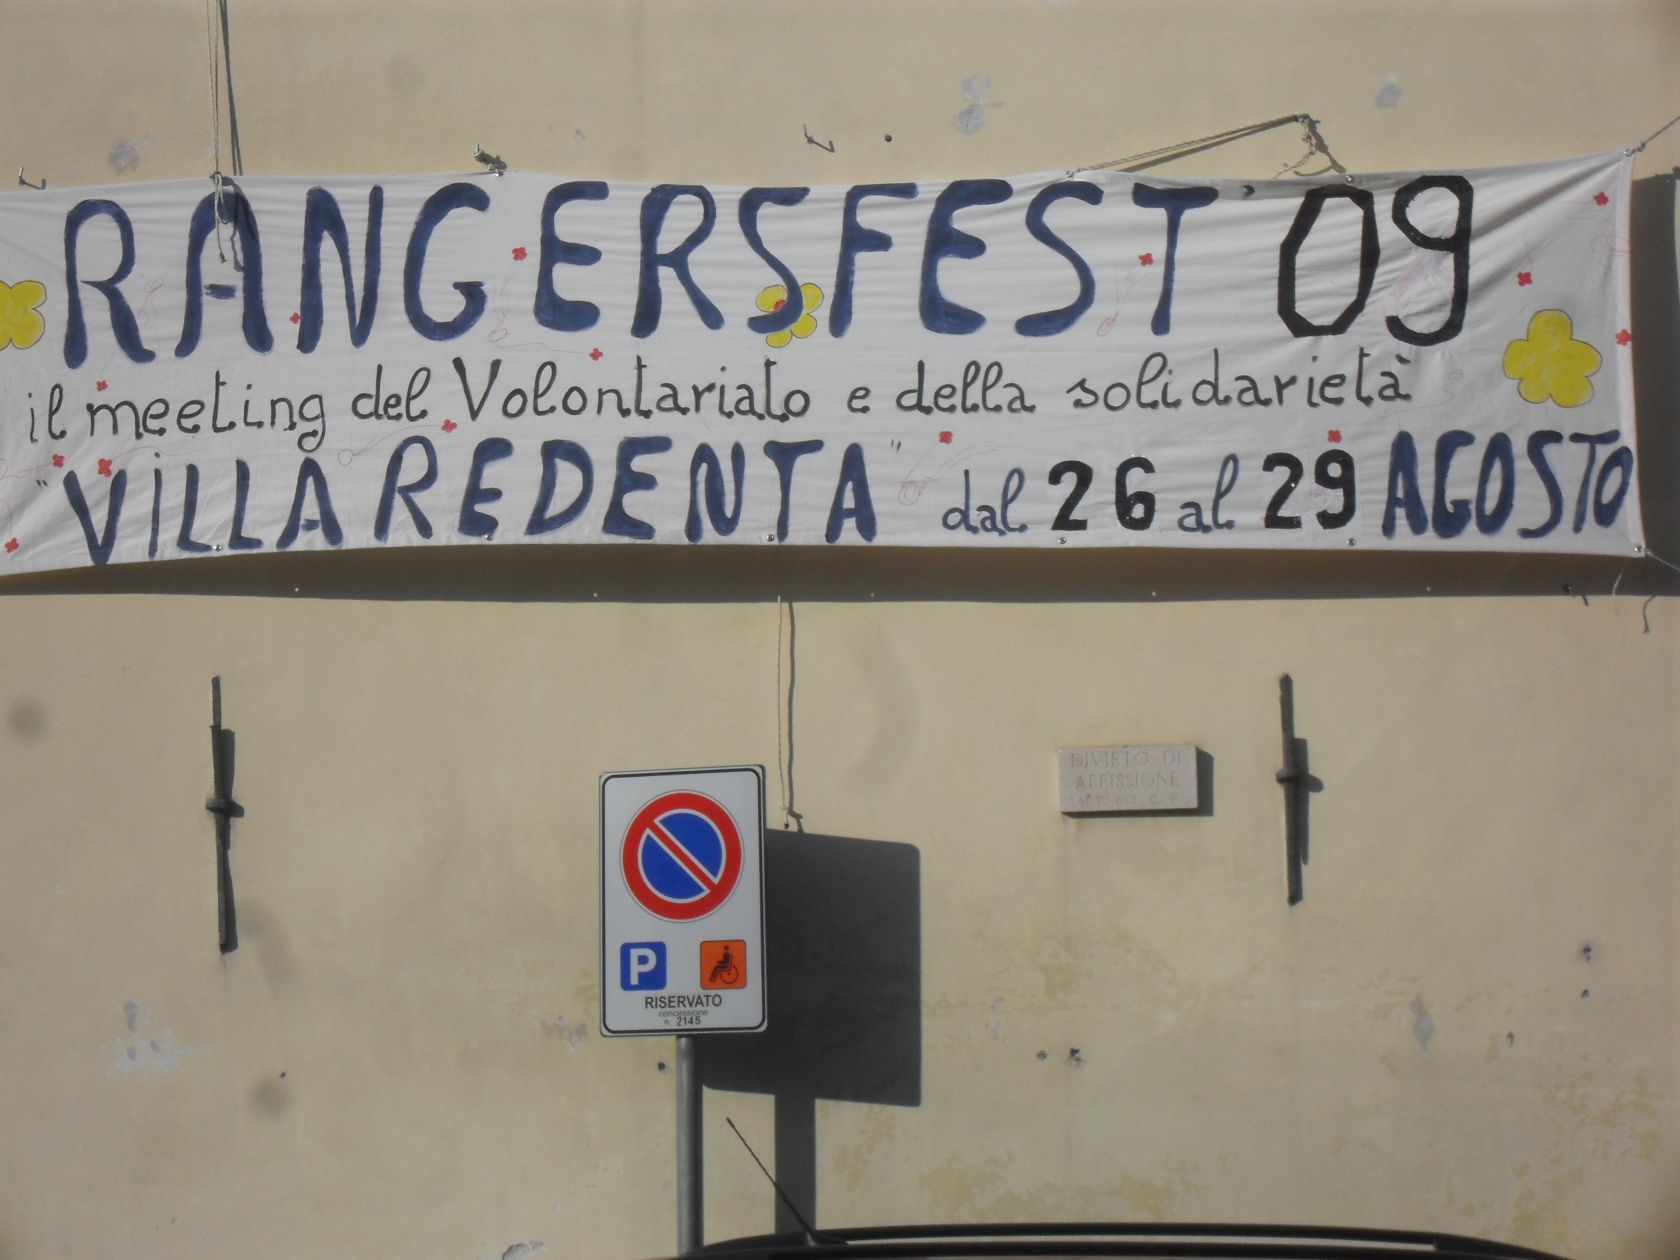 RANGERSFEST '09
il meeting del Volontariato e della solidarietà
"VILLA REDENTA" dal 26 al 29 AGOSTO
DIVIETO DI
AFFISSIONE
P
RISERVATO
concessione
n. 2145